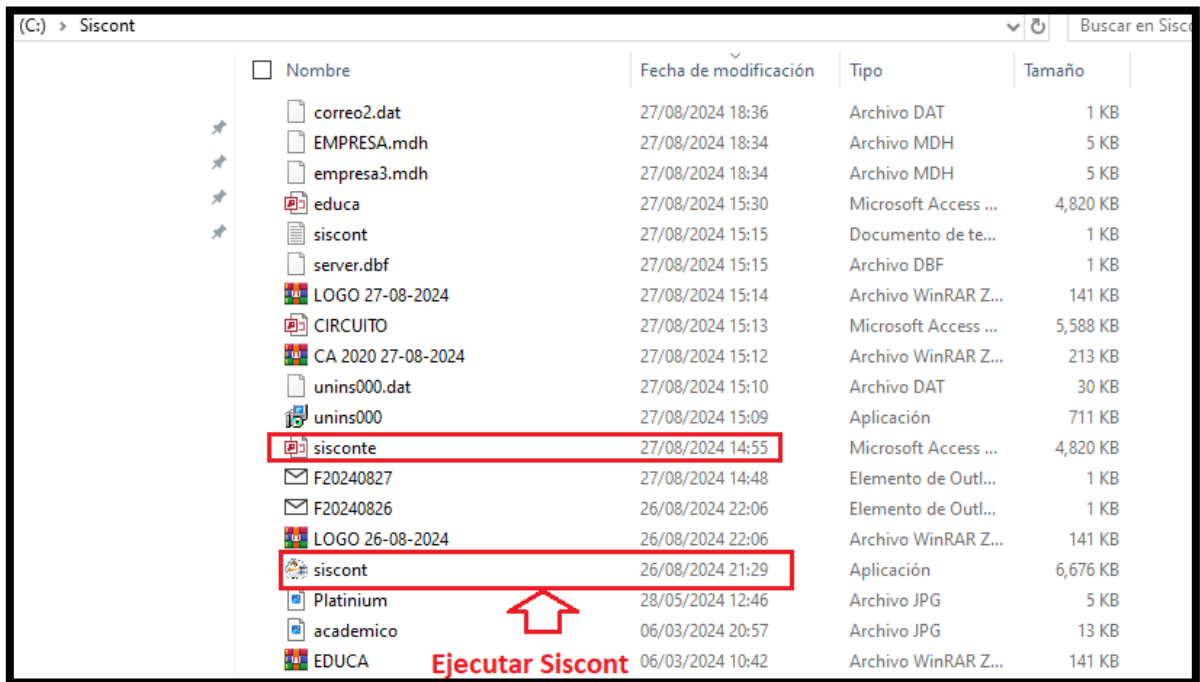 (C:) > Siscont Buscar en Sisc
Nombre Fecha de modificación Tipo Tamaño
correo2.dat 27/08/2024 18:36 Archivo DAT 1 KB
EMPRESA.mdh 27/08/2024 18:34 Archivo MDH 5 KB
empresa3.mdh 27/08/2024 18:34 Archivo MDH 5 KB
educa 27/08/2024 15:30 Microsoft Access ... 4,820 KB
siscont 27/08/2024 15:15 Documento de te... 1 KB
server.dbf 27/08/2024 15:15 Archivo DBF 1 KB
LOGO 27-08-2024 27/08/2024 15:14 Archivo WinRAR Z... 141 KB
CIRCUITO 27/08/2024 15:13 Microsoft Access ... 5,588 KB
CA 2020 27-08-2024 27/08/2024 15:12 Archivo WinRAR Z... 213 KB
unins000.dat 27/08/2024 15:10 Archivo DAT 30 KB
unins000 27/08/2024 15:09 Aplicación 711 KB
sisconte 27/08/2024 14:55 Microsoft Access ... 4,820 KB
F20240827 27/08/2024 14:48 Elemento de Outl... 1 KB
F20240826 26/08/2024 22:06 Elemento de Outl... 1 KB
LOGO 26-08-2024 26/08/2024 22:06 Archivo WinRAR Z... 141 KB
siscont 26/08/2024 21:29 Aplicación 6,676 KB
Platinium 28/05/2024 12:46 Archivo JPG 5 KB
academico 06/03/2024 20:57 Archivo JPG 13 KB
EDUCA Ejecutar Siscont 06/03/2024 10:42 Archivo WinRAR Z... 141 KB